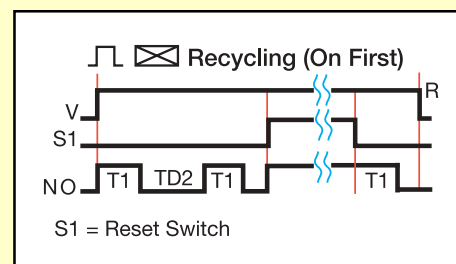 Recycling (On First)
V
R
S1
NO T1 TD2 T1 T1
S1 = Reset Switch